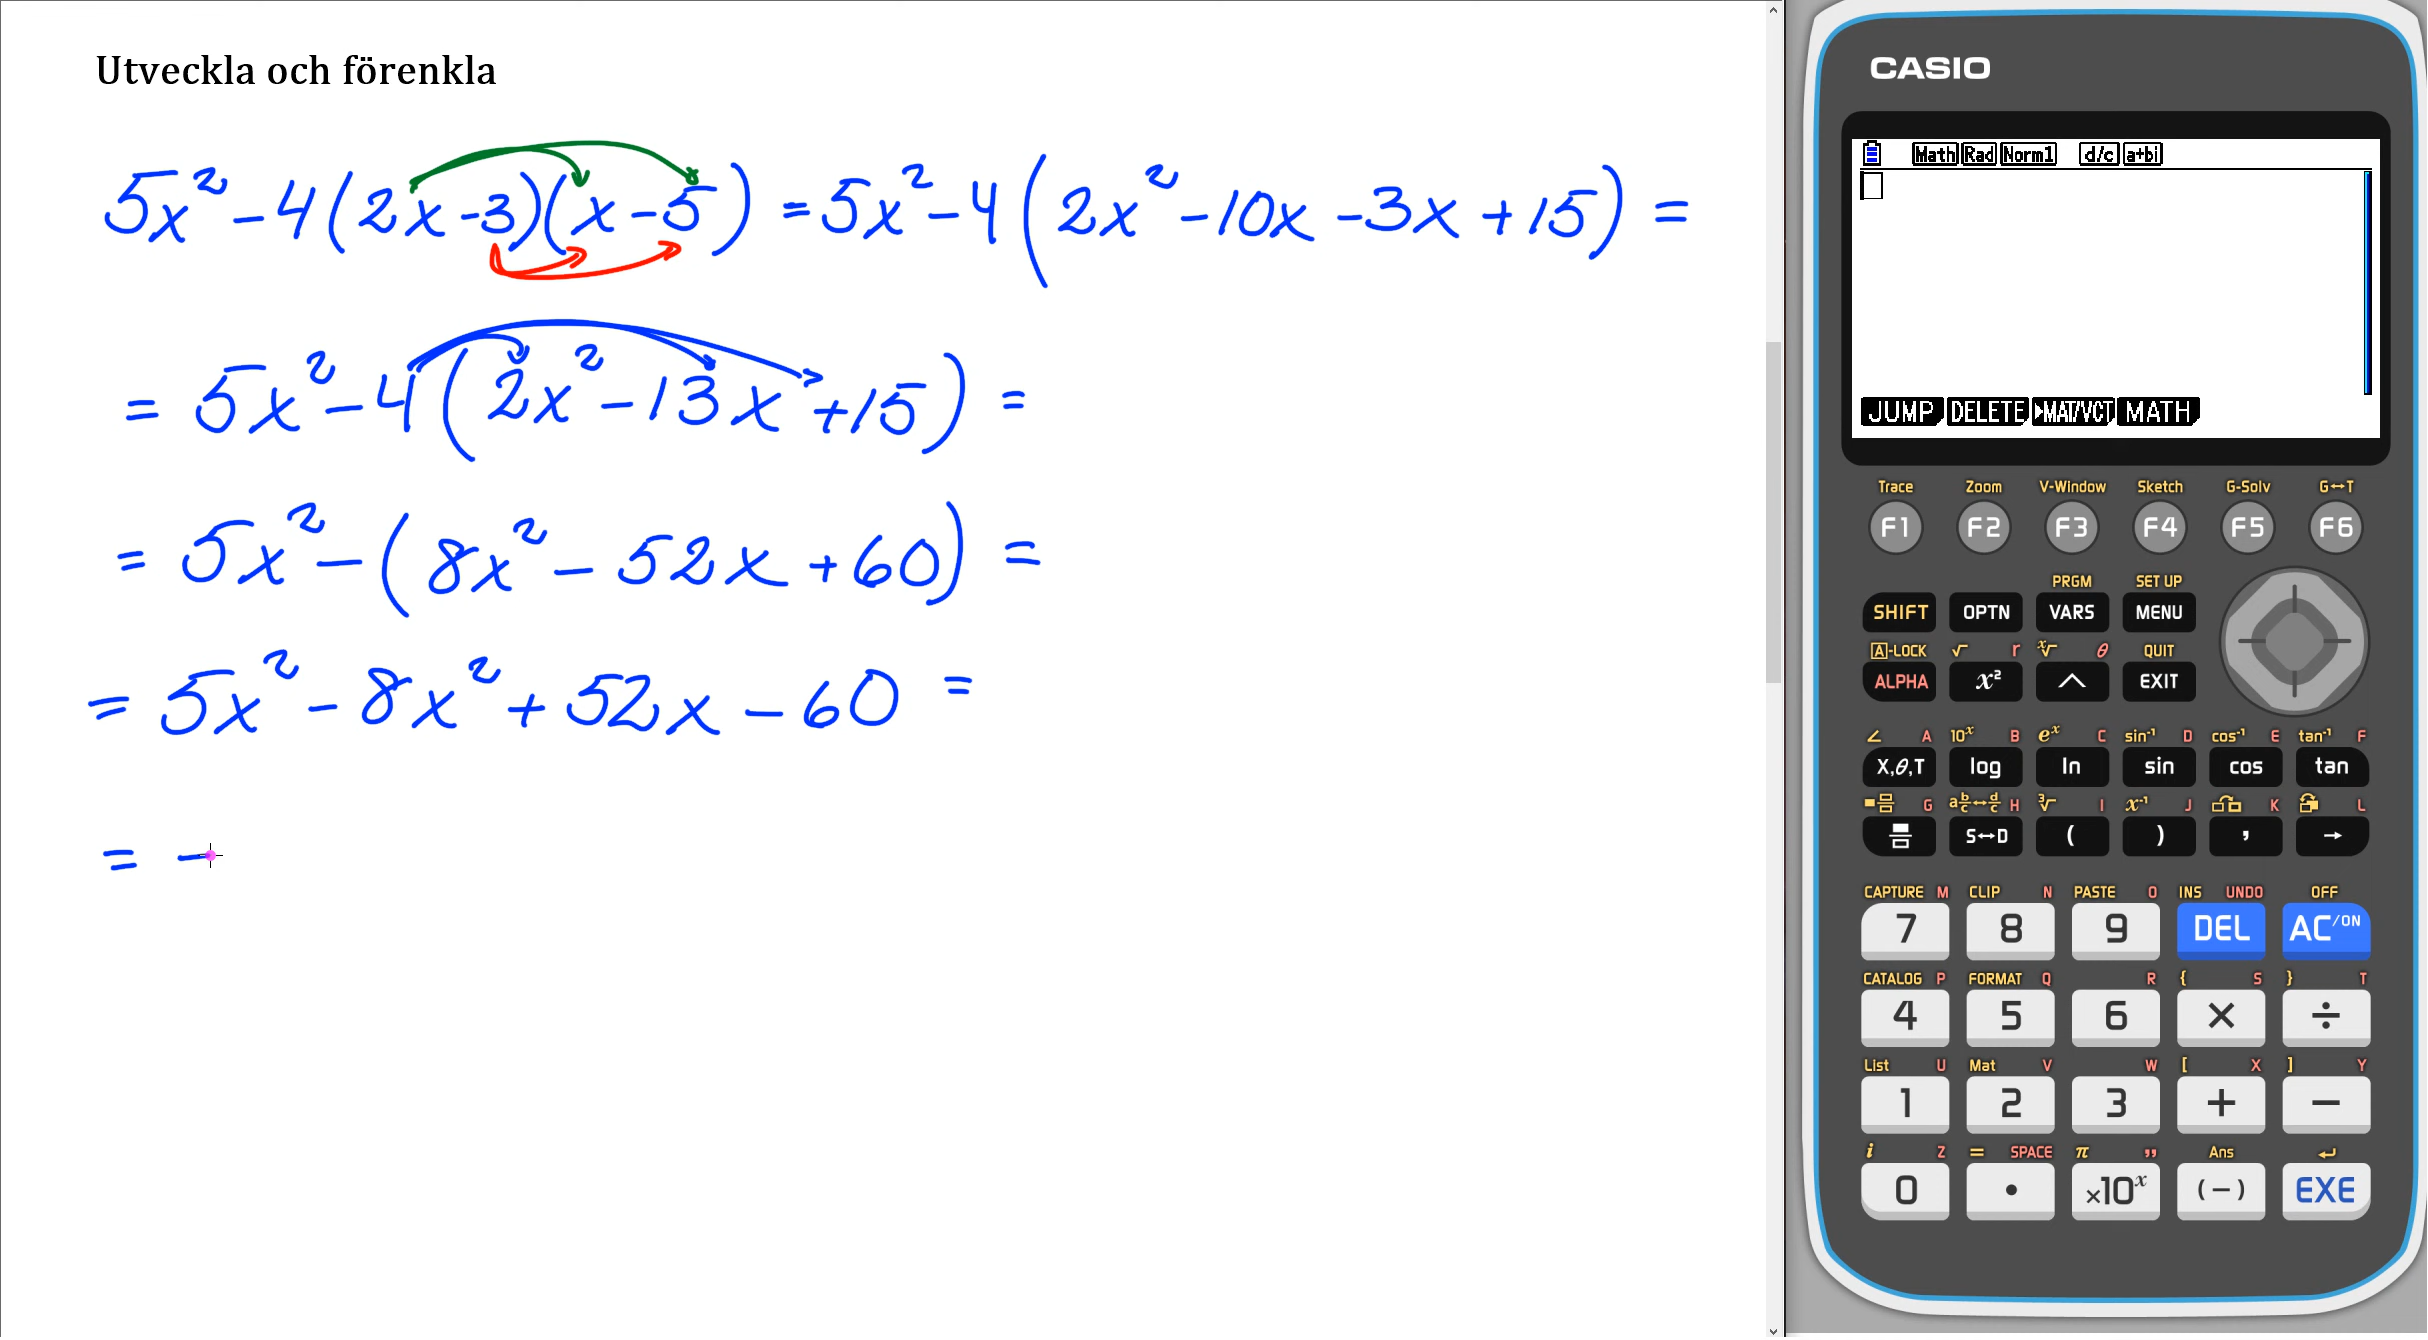 Utveckla och förenkla
5x² - 4(2x - 3)(x - 5) = 5x² - 4(2x² - 10x - 3x + 15) =
= 5x² - 4(2x² - 13x + 15) =
= 5x² - (8x² - 52x + 60) =
= 5x² - 8x² + 52x - 60 =
= -
CASIO
Math Rad Norm1 d/c a+bi
JUMP DELETE ▶MAT/VCT MATH
Trace Zoom V-Window Sketch G-Solv G↔T
F1 F2 F3 F4 F5 F6
PRGM SET UP
SHIFT OPTN VARS MENU
A-LOCK √ r ˣ√ θ QUIT
ALPHA x² ^ EXIT
∠ A 10ˣ B eˣ C sin⁻¹ D cos⁻¹ E tan⁻¹ F
X,θ,T log ln sin cos tan
G a b/c↔d/c H ³√ I x⁻¹ J K L
S↔D ( ) , →
CAPTURE M CLIP N PASTE O INS UNDO OFF
7 8 9 DEL AC/ON
CATALOG P FORMAT Q R { S } T
4 5 6 × ÷
List U Mat V W [ X ] Y
1 2 3 + −
i Z = SPACE π " Ans ↵
0 • ×10ˣ (−) EXE